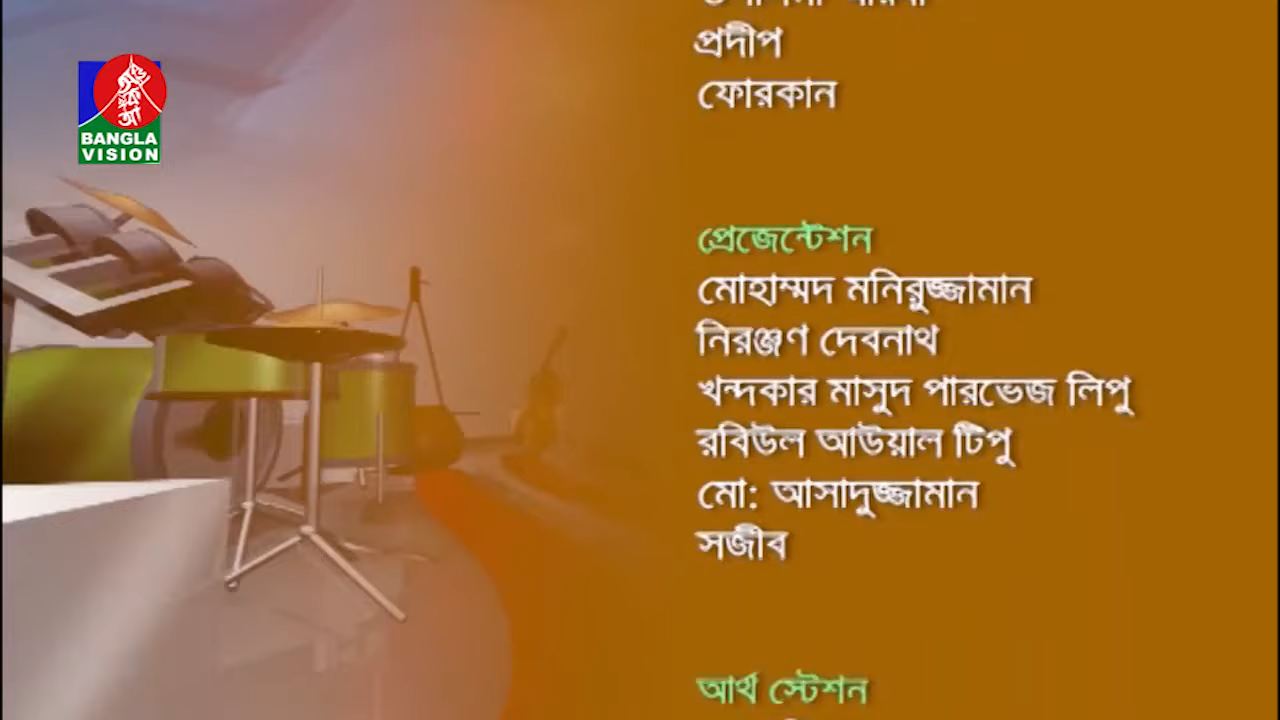 BANGLA
VISION
প্রদীপ
ফোরকান
প্রেজেন্টেশন
মোহাম্মদ মনিরুজ্জামান
নিরঞ্জণ দেবনাথ
খন্দকার মাসুদ পারভেজ লিপু
রবিউল আউয়াল টিপু
মো: আসাদুজ্জামান
সজীব
আর্থ স্টেশন